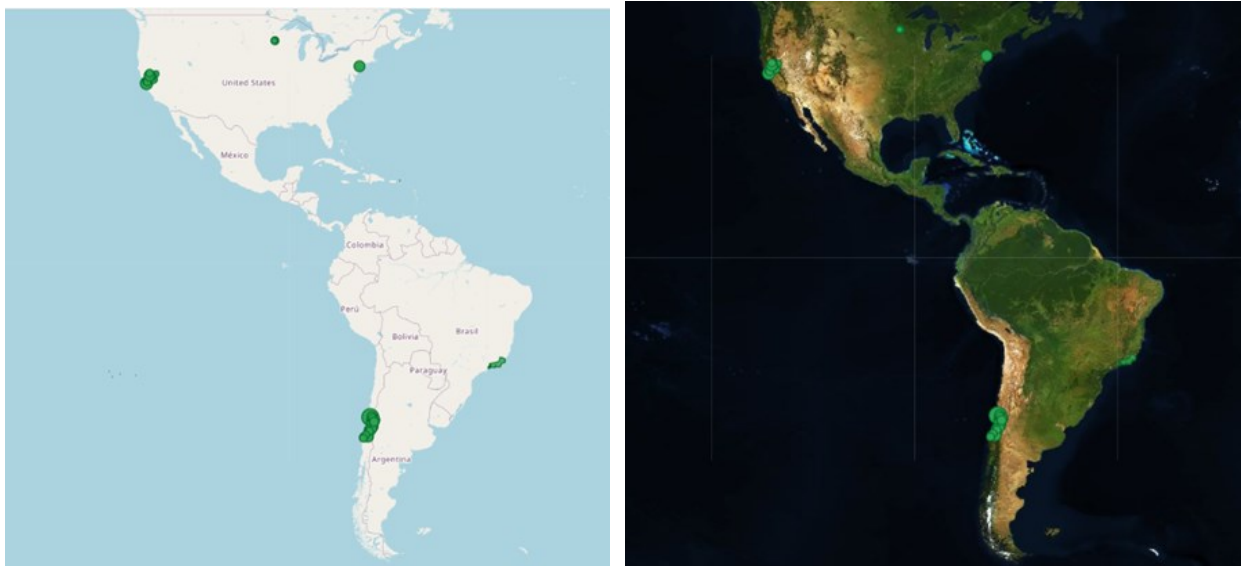 United States
México
Colombia
Perú
Brasil
Bolivia
Paraguay
Argentina